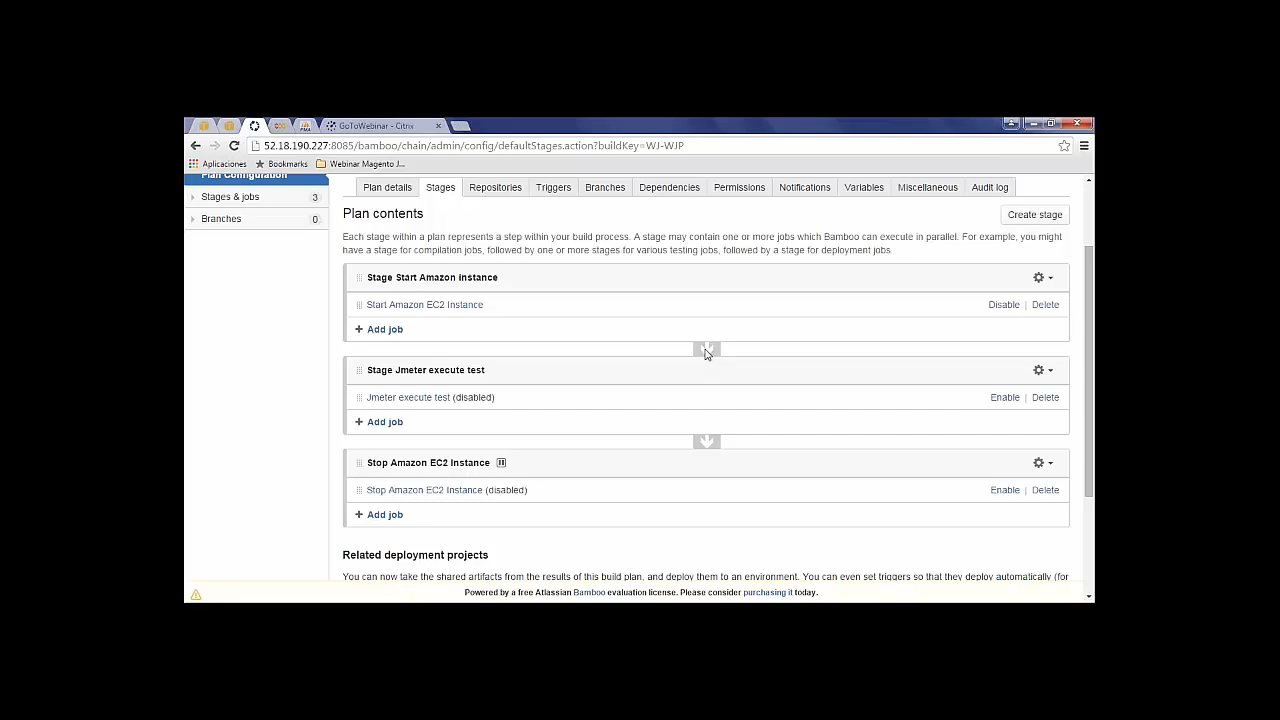 GoToWebinar - Citrix
52.18.190.227:8085/bamboo/chain/admin/config/defaultStages.action?buildKey=WJ-WJP
Aplicaciones Bookmarks Webinar Magento J...
Plan Configuration
Stages & jobs 3
Branches 0
Plan details Stages Repositories Triggers Branches Dependencies Permissions Notifications Variables Miscellaneous Audit log
Plan contents
Create stage
Each stage within a plan represents a step within your build process. A stage may contain one or more jobs which Bamboo can execute in parallel. For example, you might
have a stage for compilation jobs, followed by one or more stages for various testing jobs, followed by a stage for deployment jobs
Stage Start Amazon instance
Start Amazon EC2 Instance Disable | Delete
+ Add job
Stage Jmeter execute test
Jmeter execute test (disabled) Enable | Delete
+ Add job
Stop Amazon EC2 Instance
Stop Amazon EC2 Instance (disabled) Enable | Delete
+ Add job
Related deployment projects
You can now take the shared artifacts from the results of this build plan, and deploy them to an environment. You can even set triggers so that they deploy automatically (for
Powered by a free Atlassian Bamboo evaluation license. Please consider purchasing it today.